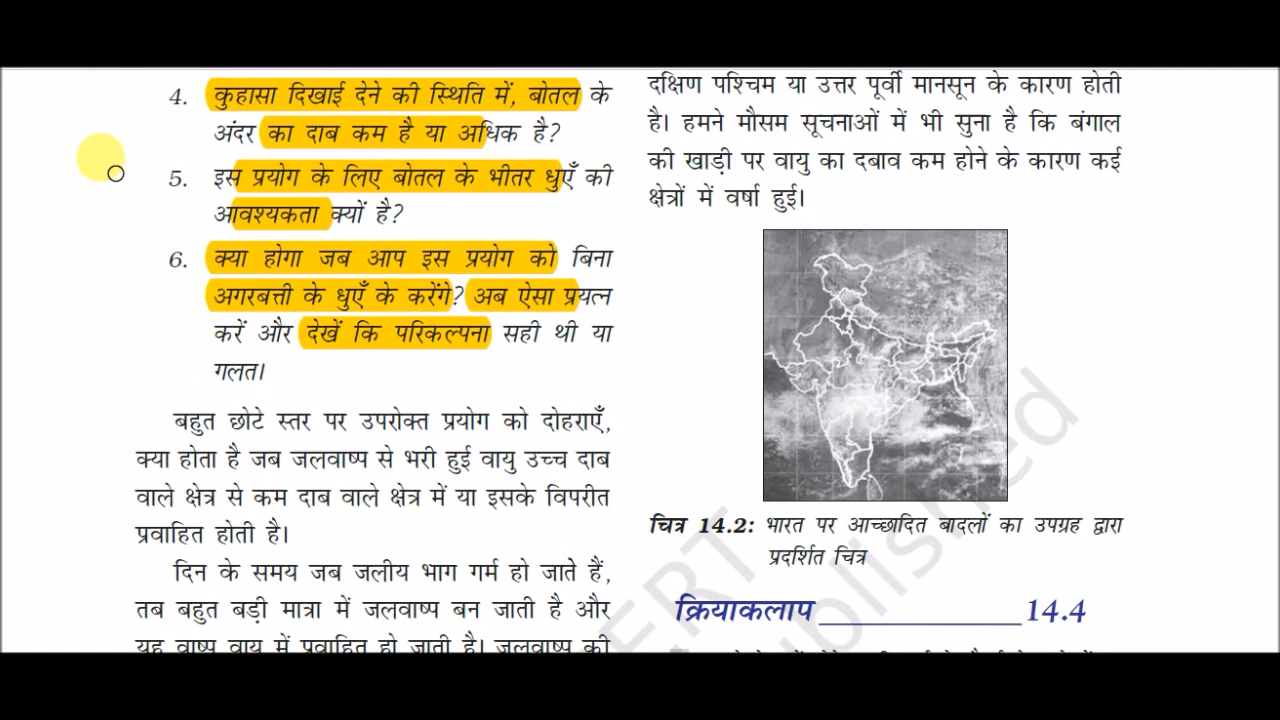 4. कुहासा दिखाई देने की स्थिति में, बोतल के
अंदर का दाब कम है या अधिक है?
5. इस प्रयोग के लिए बोतल के भीतर धुएँ की
आवश्यकता क्यों है?
6. क्या होगा जब आप इस प्रयोग को बिना
अगरबत्ती के धुएँ के करेंगे? अब ऐसा प्रयत्न
करें और देखें कि परिकल्पना सही थी या
गलत।
बहुत छोटे स्तर पर उपरोक्त प्रयोग को दोहराएँ,
क्या होता है जब जलवाष्प से भरी हुई वायु उच्च दाब
वाले क्षेत्र से कम दाब वाले क्षेत्र में या इसके विपरीत
प्रवाहित होती है।
दिन के समय जब जलीय भाग गर्म हो जाते हैं,
तब बहुत बड़ी मात्रा में जलवाष्प बन जाती है और
यह वाष्प वायु में प्रवाहित हो जाती है। जलवाष्प की
दक्षिण पश्चिम या उत्तर पूर्वी मानसून के कारण होती
है। हमने मौसम सूचनाओं में भी सुना है कि बंगाल
की खाड़ी पर वायु का दबाव कम होने के कारण कई
क्षेत्रों में वर्षा हुई।
चित्र 14.2: भारत पर आच्छादित बादलों का उपग्रह द्वारा
प्रदर्शित चित्र
क्रियाकलाप ______________ 14.4